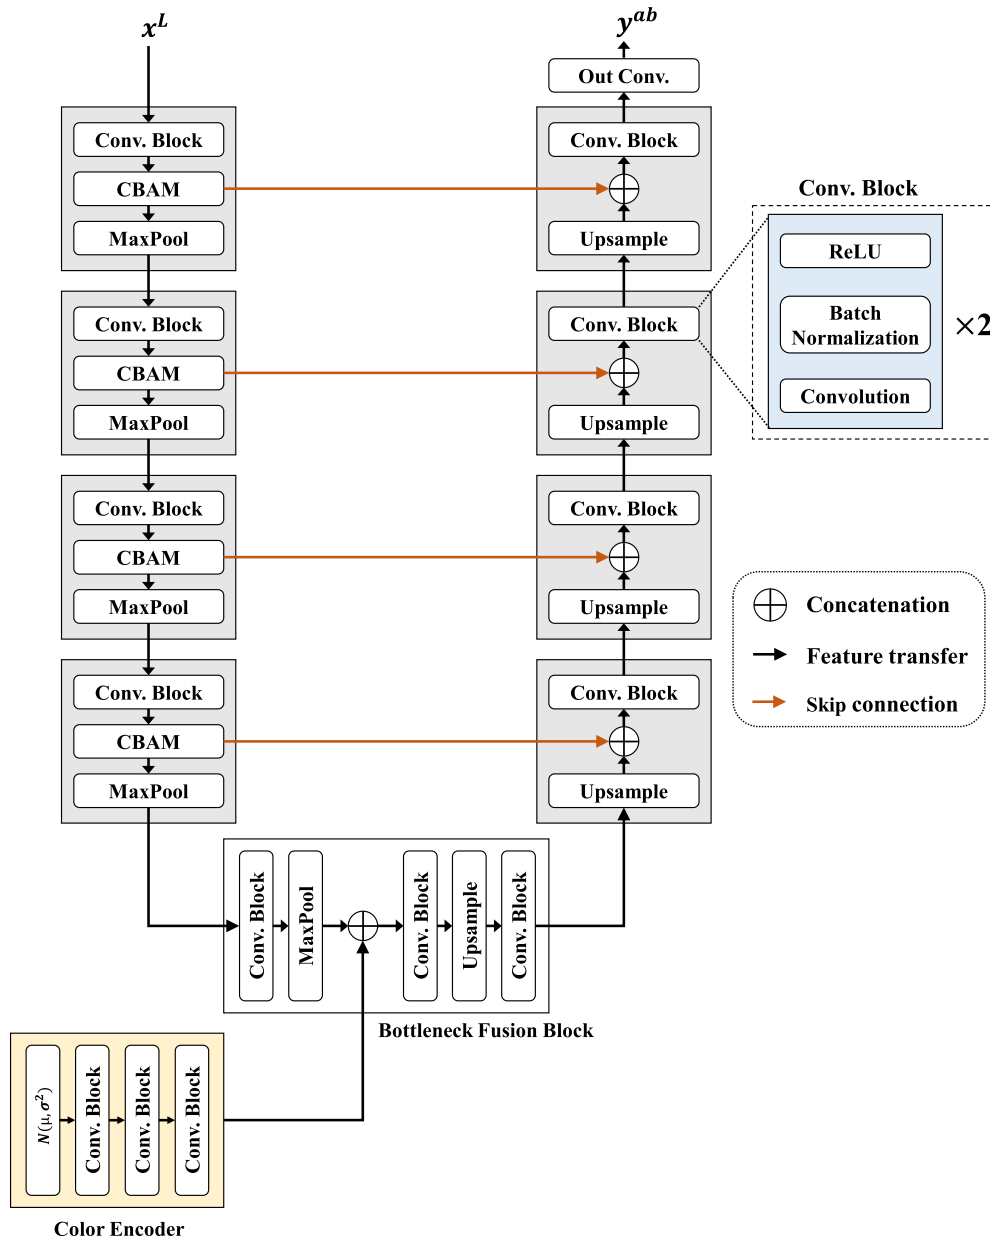 x^L
Conv. Block
CBAM
MaxPool
Conv. Block
CBAM
MaxPool
Conv. Block
CBAM
MaxPool
Conv. Block
CBAM
MaxPool
y^ab
Out Conv.
Conv. Block
Upsample
Conv. Block
Upsample
Conv. Block
Upsample
Conv. Block
Upsample
Conv. Block
ReLU
Batch
Normalization
Convolution
×2
Concatenation
Feature transfer
Skip connection
Conv. Block
MaxPool
Conv. Block
Upsample
Conv. Block
Bottleneck Fusion Block
N(μ, σ²)
Conv. Block
Conv. Block
Conv. Block
Color Encoder